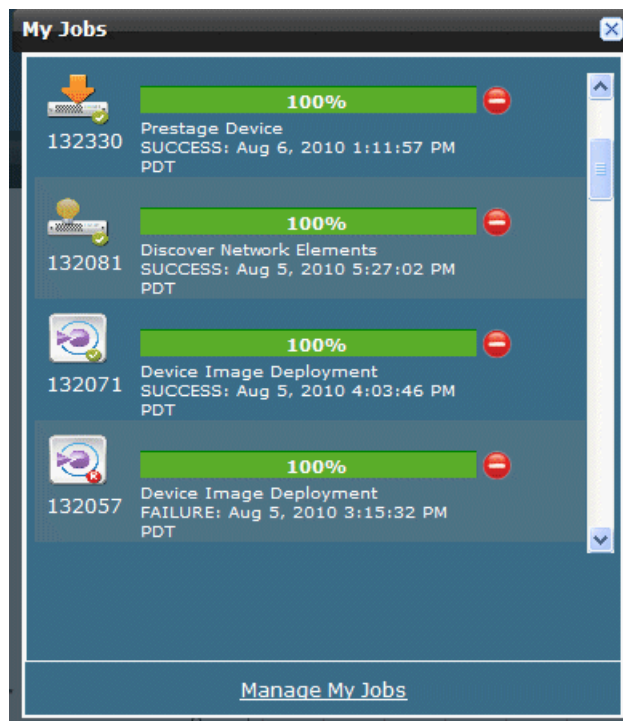 My Jobs
100%
132330
Prestage Device
SUCCESS: Aug 6, 2010 1:11:57 PM
PDT
100%
132081
Discover Network Elements
SUCCESS: Aug 5, 2010 5:27:02 PM
PDT
100%
132071
Device Image Deployment
SUCCESS: Aug 5, 2010 4:03:46 PM
PDT
100%
132057
Device Image Deployment
FAILURE: Aug 5, 2010 3:15:32 PM
PDT
Manage My Jobs